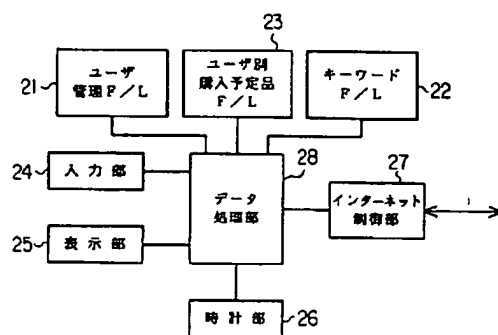 23
ユーザ
管理F/L
21
ユーザ別
購入予定品
F/L
キーワード
F/L
22
24
入力部
28
データ
処理部
27
インターネット
制御部
25
表示部
時計部
26